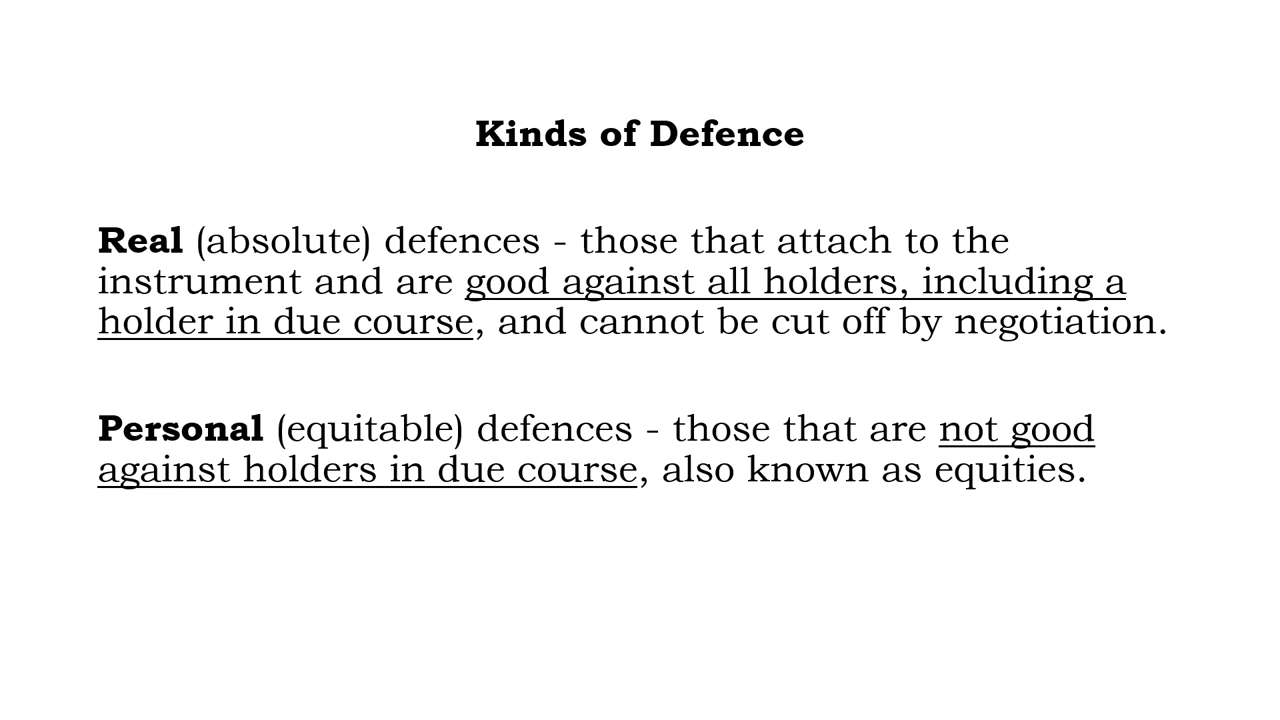 Kinds of Defence
Real (absolute) defences - those that attach to the
instrument and are good against all holders, including a
holder in due course, and cannot be cut off by negotiation.
Personal (equitable) defences - those that are not good
against holders in due course, also known as equities.